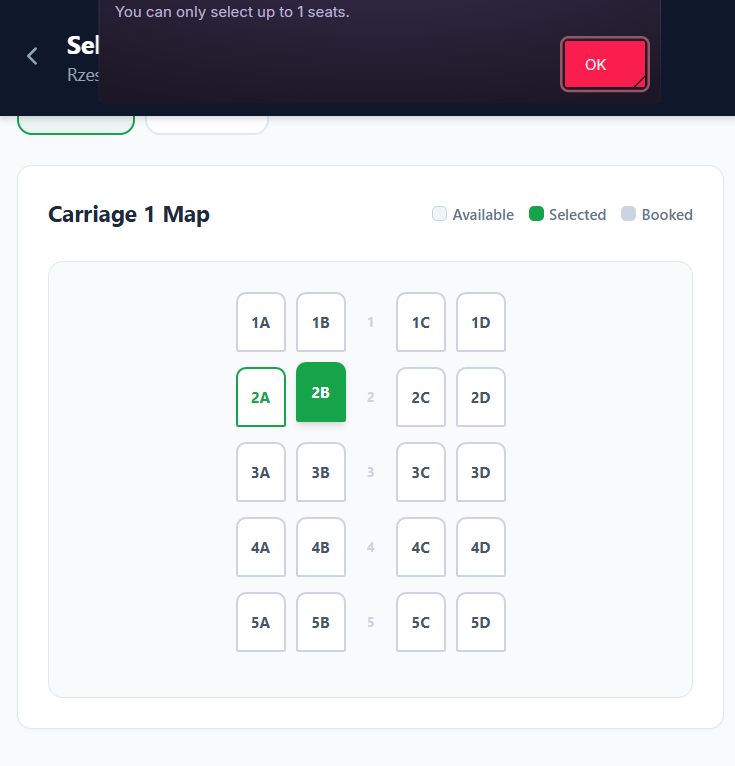 You can only select up to 1 seats.
OK
Carriage 1 Map
Available Selected Booked
1A 1B 1 1C 1D
2A 2B 2 2C 2D
3A 3B 3 3C 3D
4A 4B 4 4C 4D
5A 5B 5 5C 5D